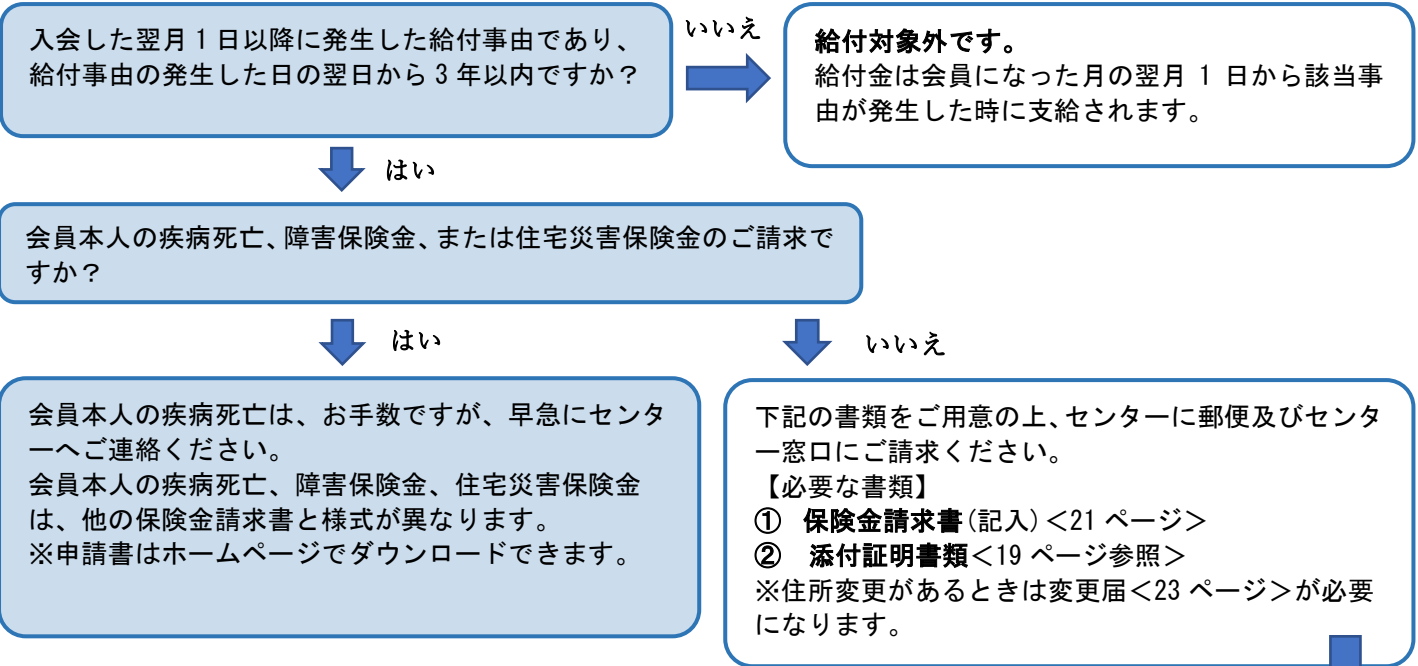 入会した翌月1日以降に発生した給付事由であり、
給付事由の発生した日の翌日から3年以内ですか？
いいえ
給付対象外です。
給付金は会員になった月の翌月 1 日から該当事
由が発生した時に支給されます。
はい
会員本人の疾病死亡、障害保険金、または住宅災害保険金のご請求で
すか？
はい
いいえ
会員本人の疾病死亡は、お手数ですが、早急にセンタ
ーへご連絡ください。
会員本人の疾病死亡、障害保険金、住宅災害保険金
は、他の保険金請求書と様式が異なります。
※申請書はホームページでダウンロードできます。
下記の書類をご用意の上、センターに郵便及びセンタ
ー窓口にご請求ください。
【必要な書類】
① 保険金請求書(記入)＜21 ページ＞
② 添付証明書類＜19 ページ参照＞
※住所変更があるときは変更届＜23 ページ＞が必要
になります。